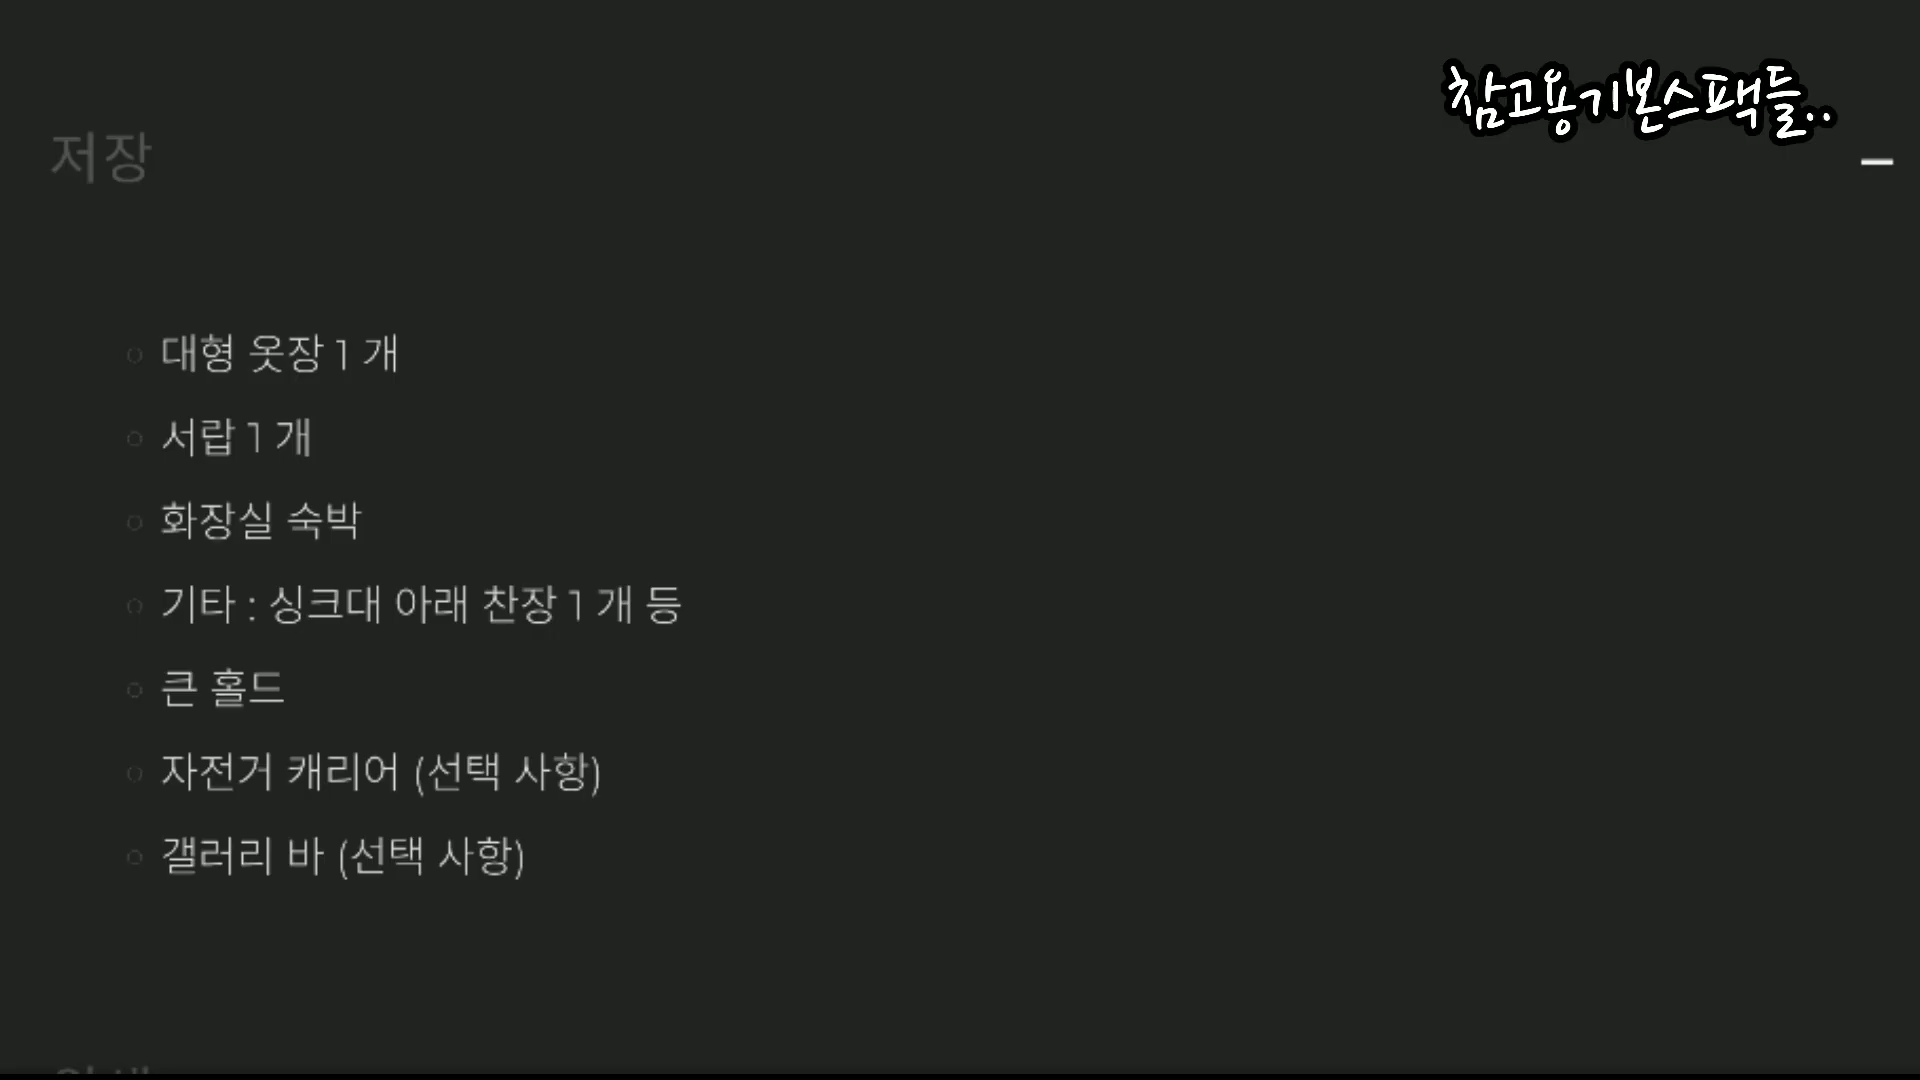 참고용기본스팩들..
저장
대형 옷장 1 개
서랍 1 개
화장실 숙박
기타 : 싱크대 아래 찬장 1 개 등
큰 홀드
자전거 캐리어 (선택 사항)
갤러리 바 (선택 사항)